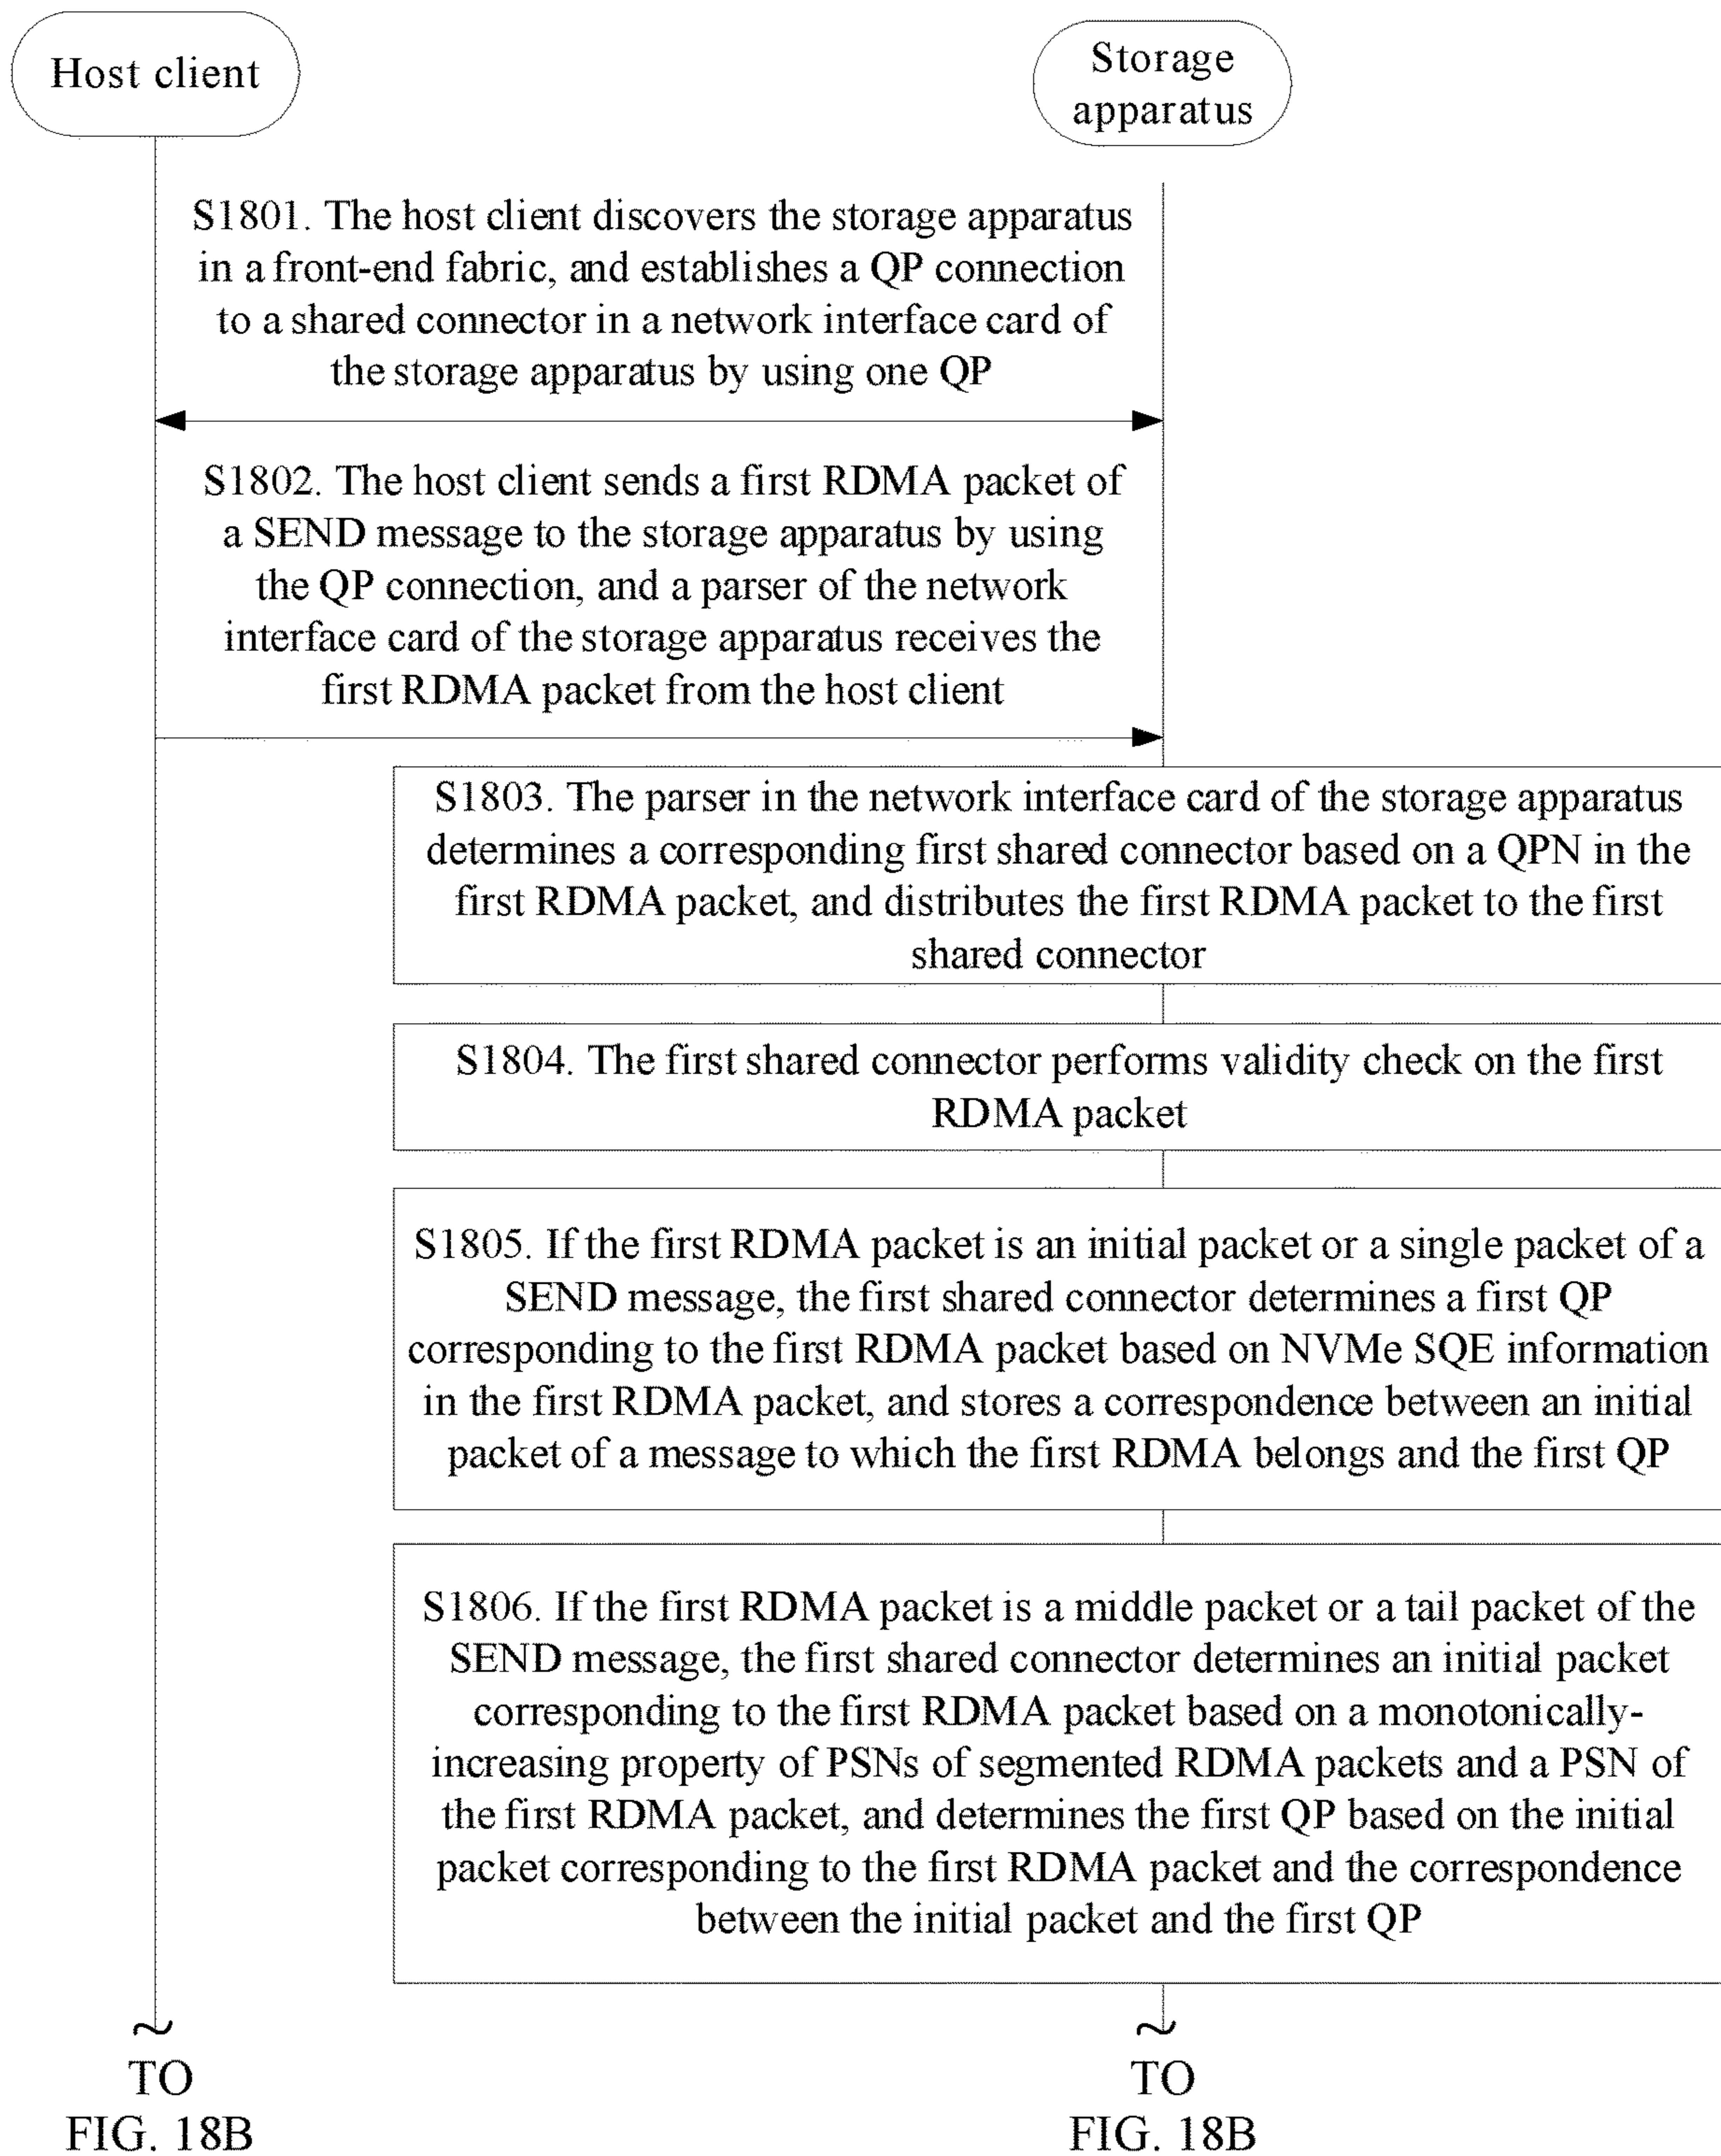 Host client
Storage
apparatus
S1801. The host client discovers the storage apparatus
in a front-end fabric, and establishes a QP connection
to a shared connector in a network interface card of
the storage apparatus by using one QP
S1802. The host client sends a first RDMA packet of
a SEND message to the storage apparatus by using
the QP connection, and a parser of the network
interface card of the storage apparatus receives the
first RDMA packet from the host client
S1803. The parser in the network interface card of the storage apparatus
determines a corresponding first shared connector based on a QPN in the
first RDMA packet, and distributes the first RDMA packet to the first
shared connector
S1804. The first shared connector performs validity check on the first
RDMA packet
S1805. If the first RDMA packet is an initial packet or a single packet of a
SEND message, the first shared connector determines a first QP
corresponding to the first RDMA packet based on NVMe SQE information
in the first RDMA packet, and stores a correspondence between an initial
packet of a message to which the first RDMA belongs and the first QP
S1806. If the first RDMA packet is a middle packet or a tail packet of the
SEND message, the first shared connector determines an initial packet
corresponding to the first RDMA packet based on a monotonically-
increasing property of PSNs of segmented RDMA packets and a PSN of
the first RDMA packet, and determines the first QP based on the initial
packet corresponding to the first RDMA packet and the correspondence
between the initial packet and the first QP
TO
FIG. 18B
TO
FIG. 18B